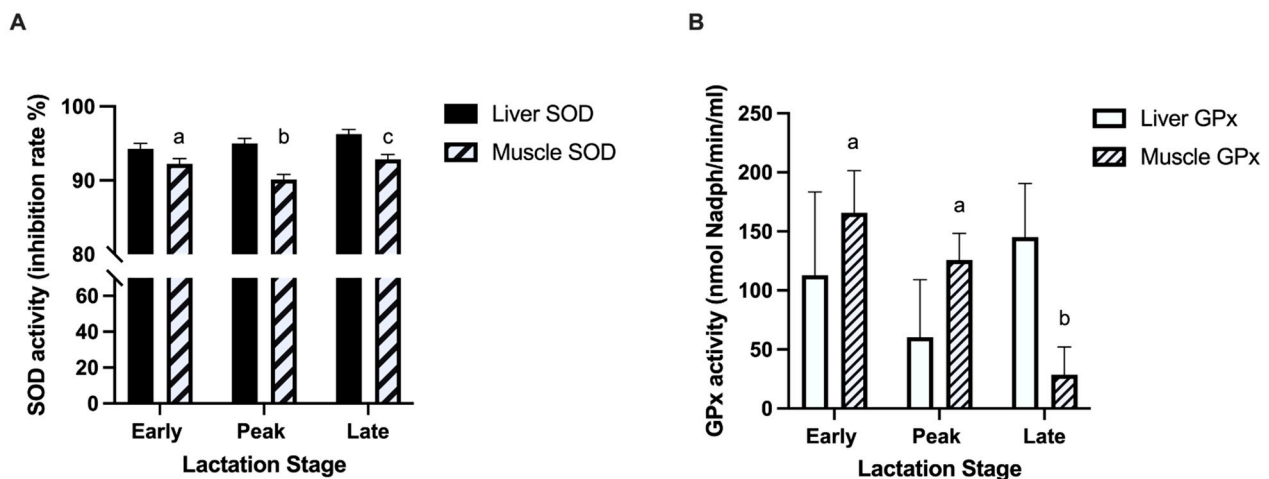 A
SOD activity (inhibition rate %)
100
90
80
60
40
20
0
a
b
c
Early
Peak
Late
Lactation Stage
Liver SOD
Muscle SOD
B
GPx activity (nmol Nadph/min/ml)
250
200
150
100
50
0
a
a
b
Early
Peak
Late
Lactation Stage
Liver GPx
Muscle GPx